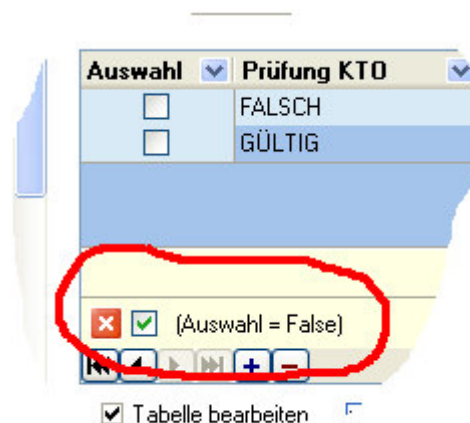 Auswahl Prüfung KTO
FALSCH
GÜLTIG
(Auswahl = False)
Tabelle bearbeiten